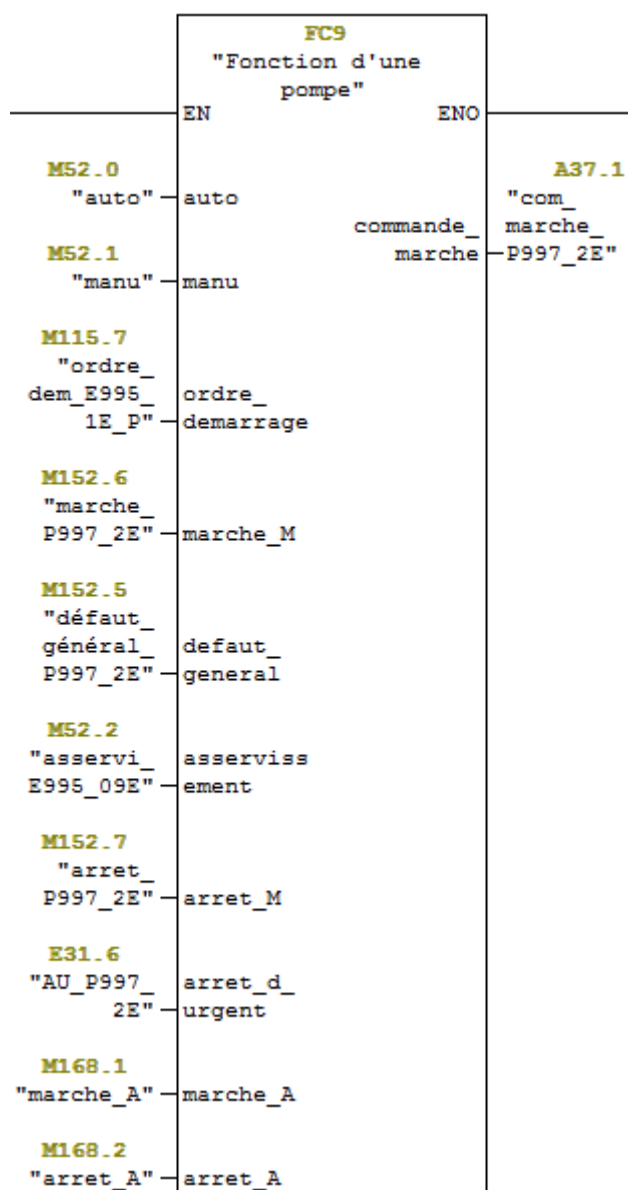 FC9
"Fonction d'une
pompe"
EN ENO
M52.0 A37.1
"auto" auto "com_
commande_ marche_
M52.1 marche P997_2E"
"manu" manu
M115.7
"ordre_
dem_E995_ ordre_
1E_P" demarrage
M152.6
"marche_
P997_2E" marche_M
M152.5
"défaut_
général_ defaut_
P997_2E" general
M52.2
"asservi_ asserviss
E995_09E" ement
M152.7
"arret_
P997_2E" arret_M
E31.6
"AU_P997_ arret_d_
2E" urgent
M168.1
"marche_A" marche_A
M168.2
"arret_A" arret_A